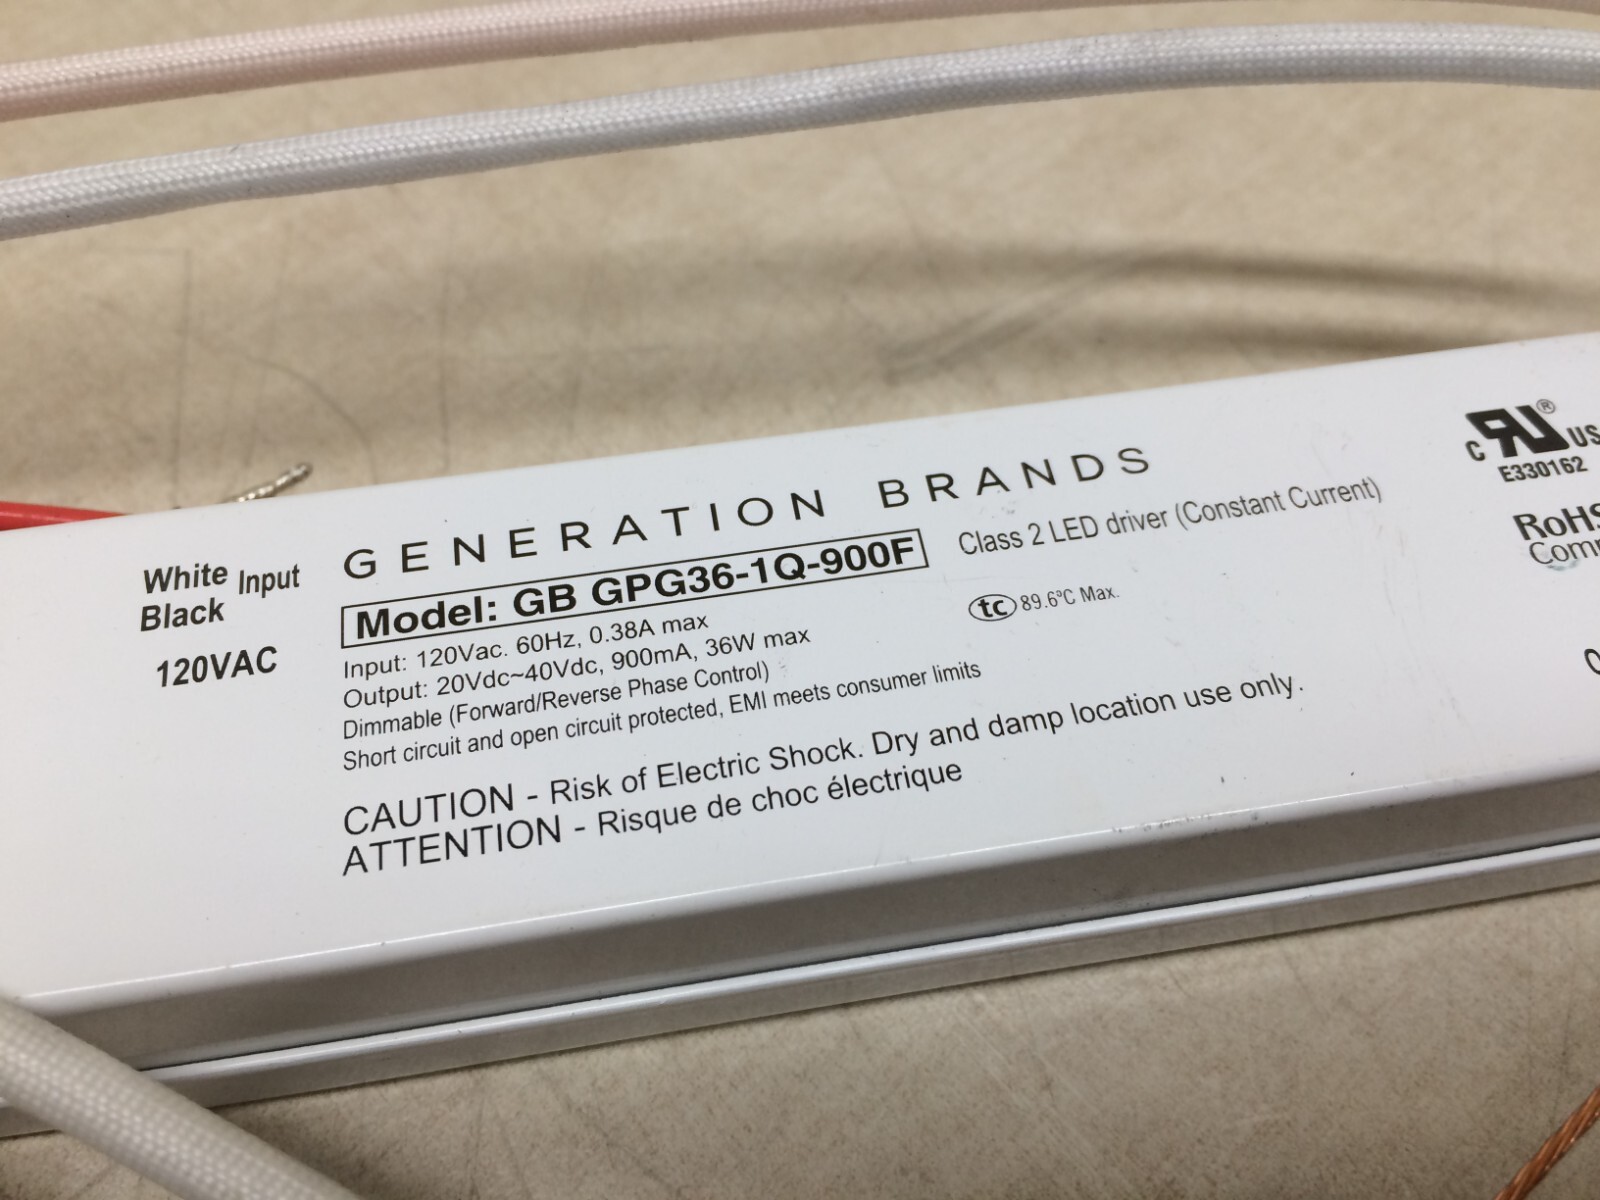 White Input
Black
120VAC
GENERATION BRANDS
Model: GB GPG36-1Q-900F
Class 2 LED driver (Constant Current)
Input: 120Vac. 60Hz, 0.38A max
Output: 20Vdc~40Vdc, 900mA, 36W max
Dimmable (Forward/Reverse Phase Control)
Short circuit and open circuit protected, EMI meets consumer limits
tc 89.6°C Max.
CAUTION - Risk of Electric Shock. Dry and damp location use only.
ATTENTION - Risque de choc électrique
C RU® US
E330162
RoHS
Com